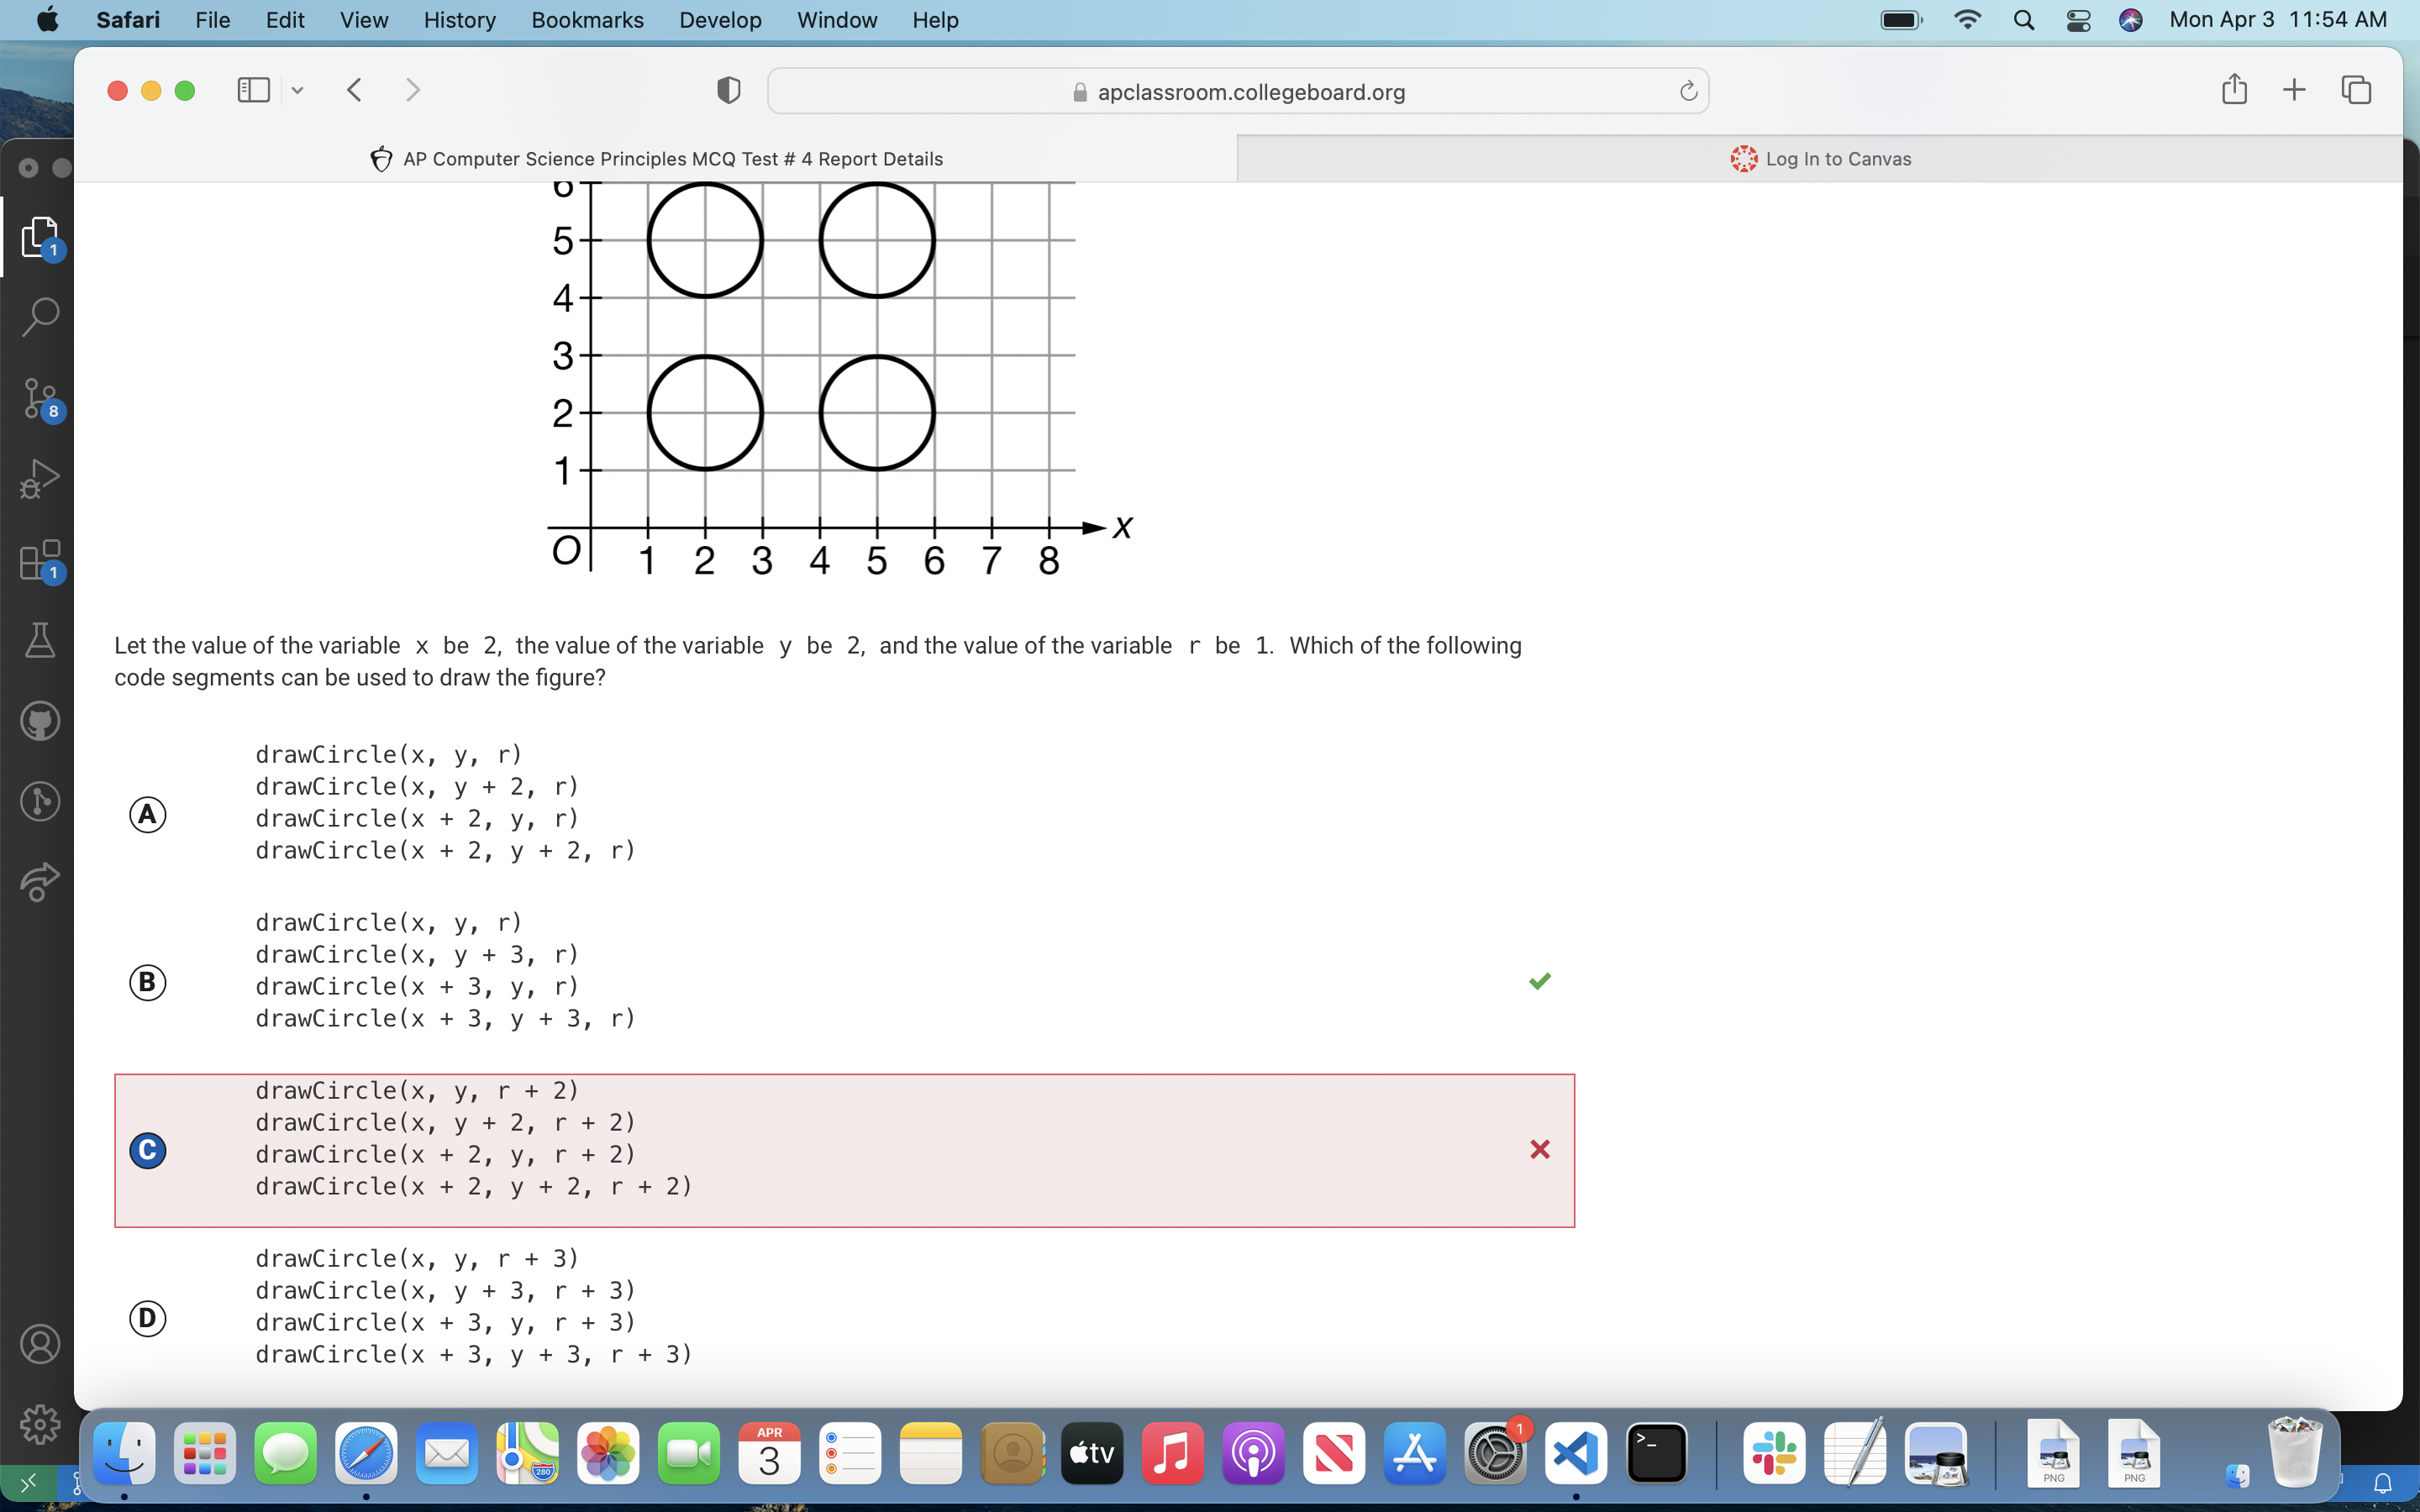 Safari File Edit View History Bookmarks Develop Window Help Mon Apr 3 11:54 AM
apclassroom.collegeboard.org
AP Computer Science Principles MCQ Test # 4 Report Details
Log In to Canvas
6
5
4
3
2
1
O
1 2 3 4 5 6 7 8
x
Let the value of the variable x be 2, the value of the variable y be 2, and the value of the variable r be 1. Which of the following
code segments can be used to draw the figure?
A
drawCircle(x, y, r)
drawCircle(x, y + 2, r)
drawCircle(x + 2, y, r)
drawCircle(x + 2, y + 2, r)
B
drawCircle(x, y, r)
drawCircle(x, y + 3, r)
drawCircle(x + 3, y, r)
drawCircle(x + 3, y + 3, r)
C
drawCircle(x, y, r + 2)
drawCircle(x, y + 2, r + 2)
drawCircle(x + 2, y, r + 2)
drawCircle(x + 2, y + 2, r + 2)
D
drawCircle(x, y, r + 3)
drawCircle(x, y + 3, r + 3)
drawCircle(x + 3, y, r + 3)
drawCircle(x + 3, y + 3, r + 3)
1
8
1
280
APR
3
tv
1
>_
PNG
PNG